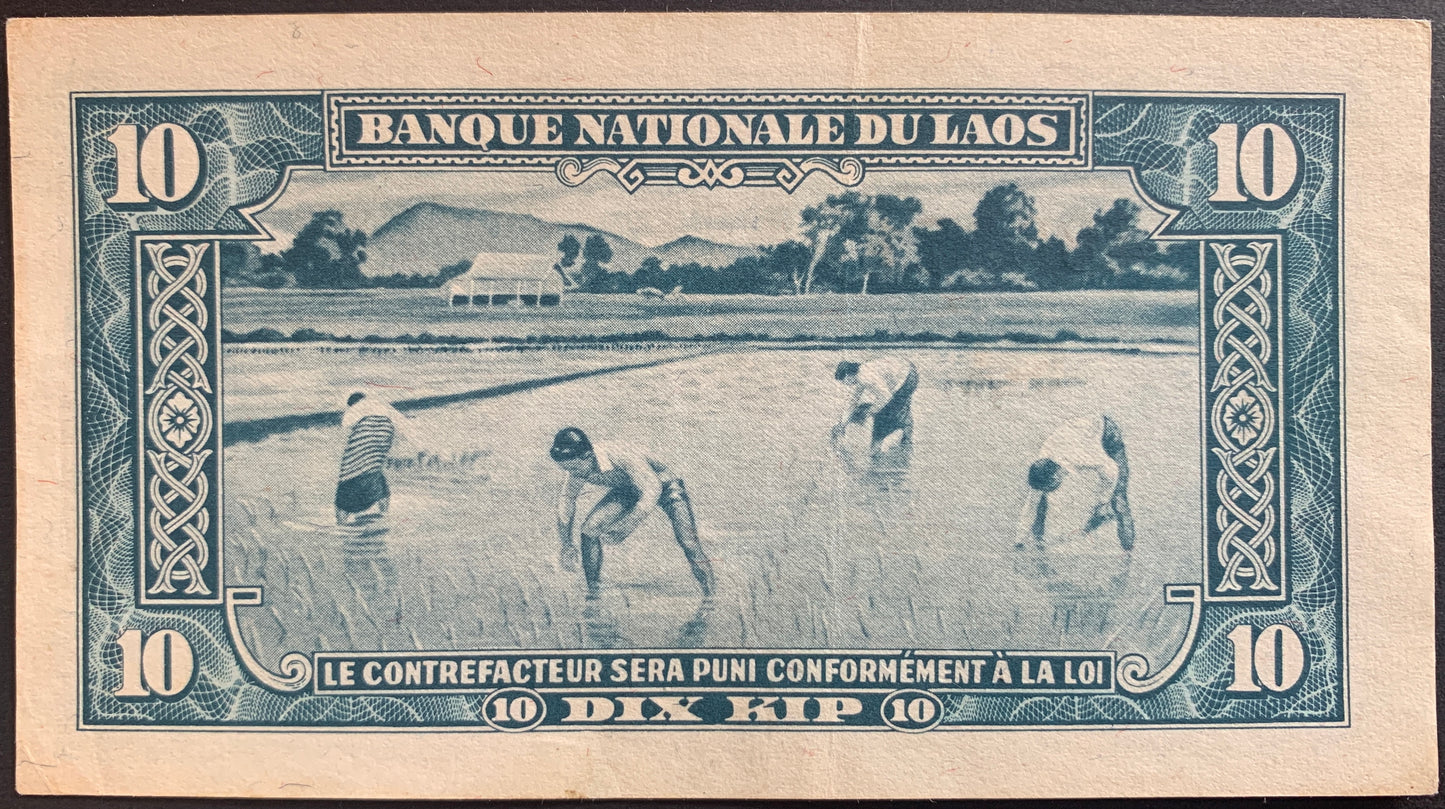 BANQUE NATIONALE DU LAOS
10 10
10 10
LE CONTREFACTEUR SERA PUNI CONFORMÉMENT À LA LOI
10 DIX KIP 10